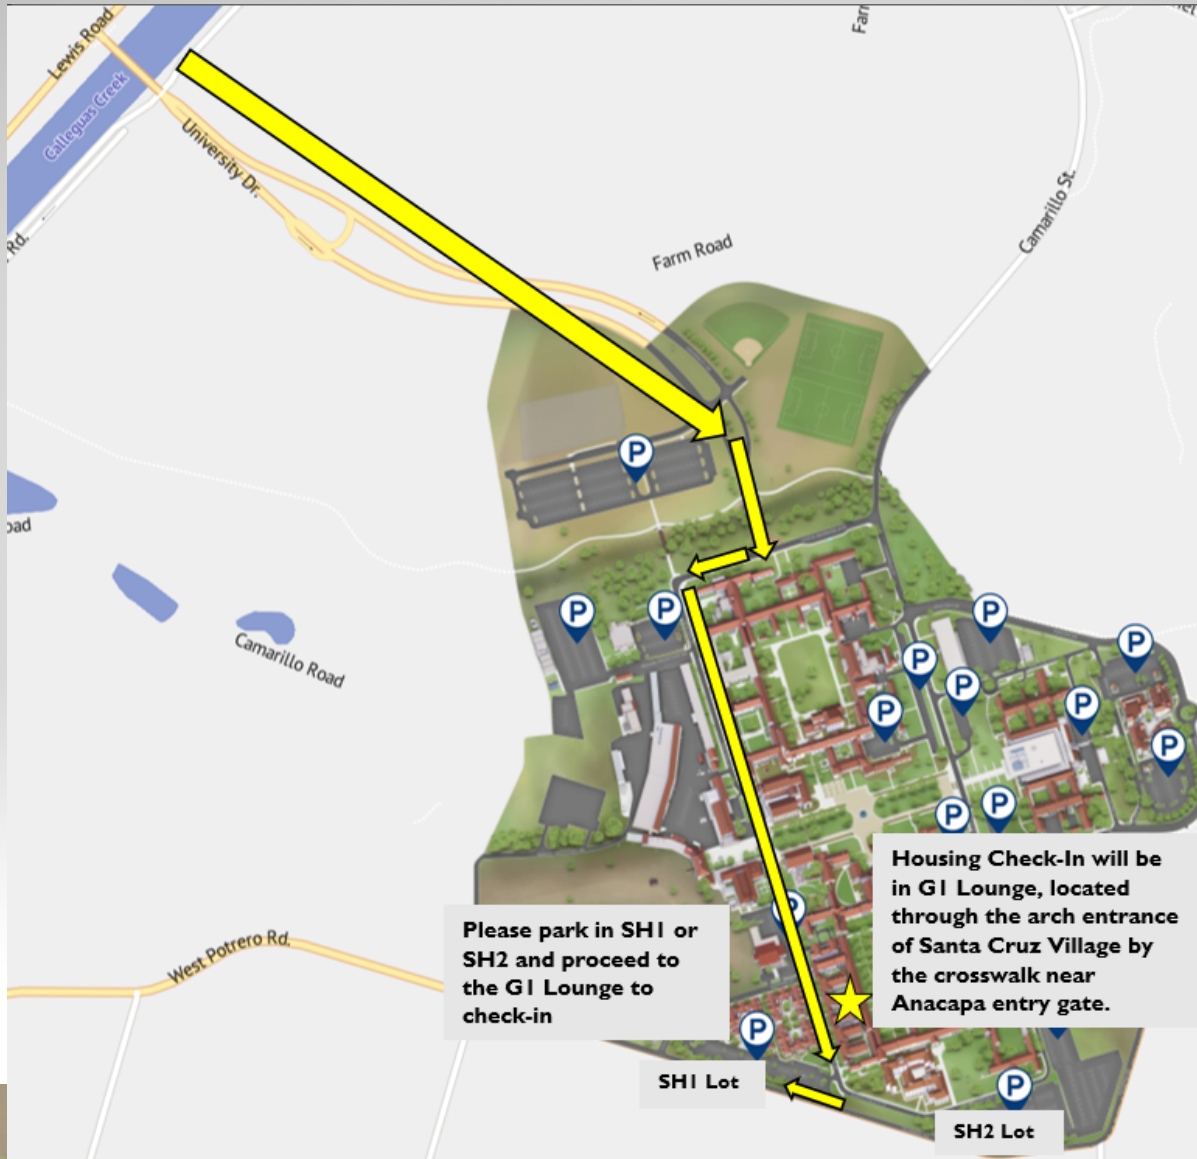 Lewis Road
Calleguas Creek
University Dr.
Rd.
Farm Road
Camarillo St.
P
oad
P
P
P
P
P
Camarillo Road
P
P
P
P
P
P
P
Housing Check-In will be
in G1 Lounge, located
through the arch entrance
of Santa Cruz Village by
the crosswalk near
Anacapa entry gate.
Please park in SH1 or
SH2 and proceed to
the G1 Lounge to
check-in
West Potrero Rd.
P
SH1 Lot
P
SH2 Lot